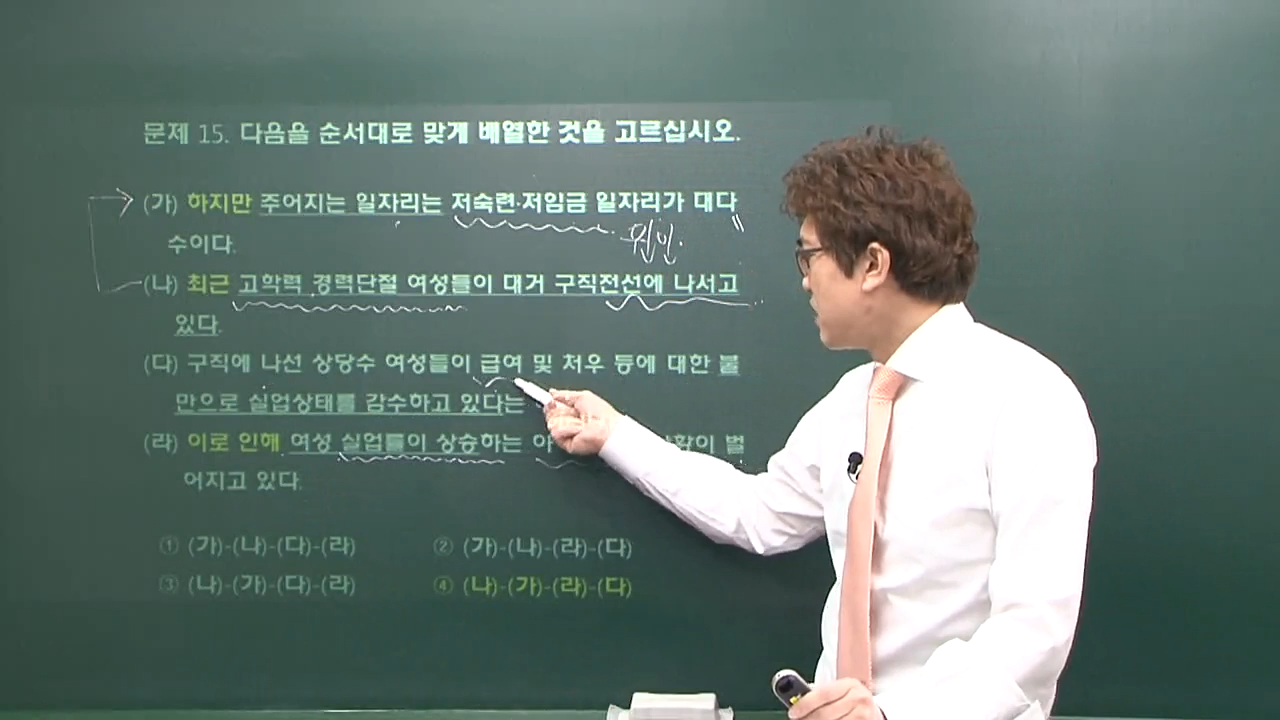 문제 15. 다음을 순서대로 맞게 배열한 것을 고르십시오.
(가) 하지만 주어지는 일자리는 저숙련·저임금 일자리가 대다
수이다.
원인.
(나) 최근 고학력 경력단절 여성들이 대거 구직전선에 나서고
있다.
(다) 구직에 나선 상당수 여성들이 급여 및 처우 등에 대한 불
만으로 실업상태를 감수하고 있다는
(라) 이로 인해 여성 실업률이 상승하는 상황이 벌
어지고 있다.
① (가)-(나)-(다)-(라) ② (가)-(나)-(라)-(다)
③ (나)-(가)-(다)-(라) ④ (나)-(가)-(라)-(다)